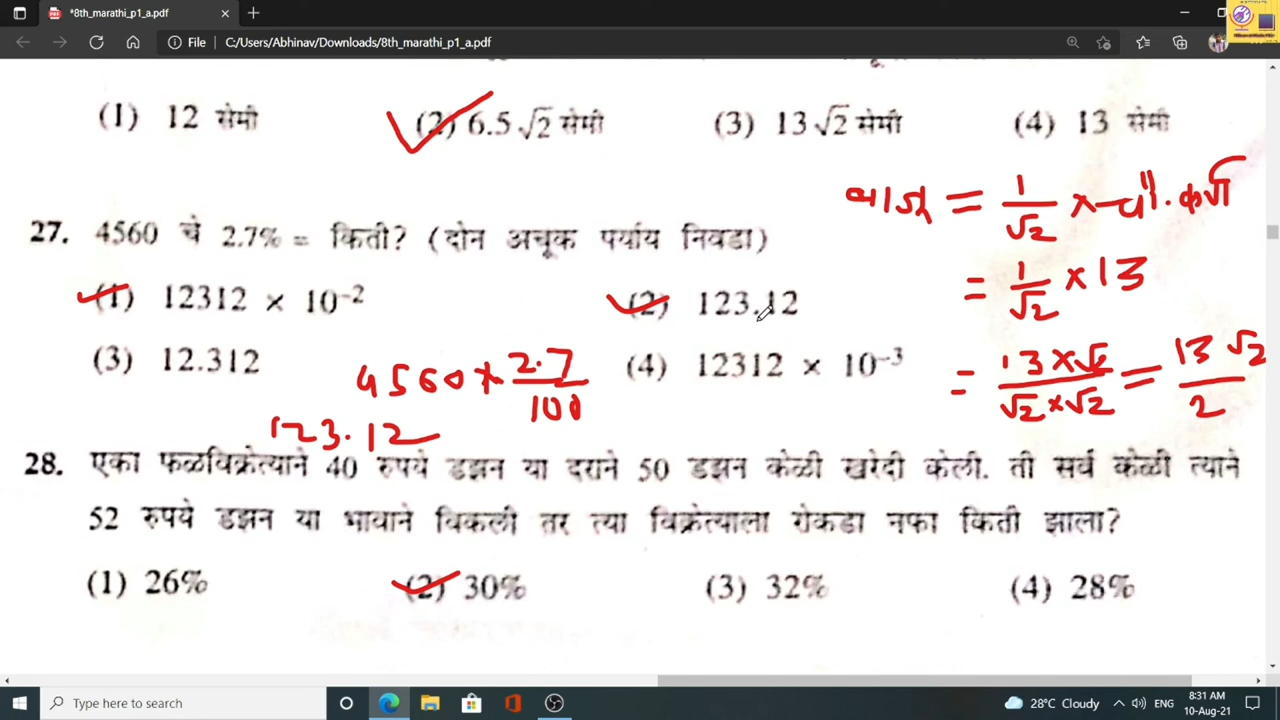 *8th_marathi_p1_a.pdf
File C:/Users/Abhinav/Downloads/8th_marathi_p1_a.pdf
(1) 12 सेमी (2) 6.5 √2 सेमी (3) 13 √2 सेमी (4) 13 सेमी
= 1/√2 ×
27. 4560 चे 2.7% = किती? (दोन अचूक पर्याय निवडा)
= 1/√2 × 13
(1) 12312 × 10⁻² (2) 123.12
(3) 12.312 (4) 12312 × 10⁻³
= 13 × √2 / √2 × √2 = 13 √2 / 2
4560 × 2.7 / 100
123.12
28. एका फळविक्रेत्याने 40 रुपये डझन या दराने 50 डझन केळी खरेदी केली. ती सर्व केळी त्याने
52 रुपये डझन या भावाने विकली तर त्या विक्रेत्याला शेकडा नफा किती झाला?
(1) 26% (2) 30% (3) 32% (4) 28%
Type here to search
28°C Cloudy ENG
8:31 AM
10-Aug-21